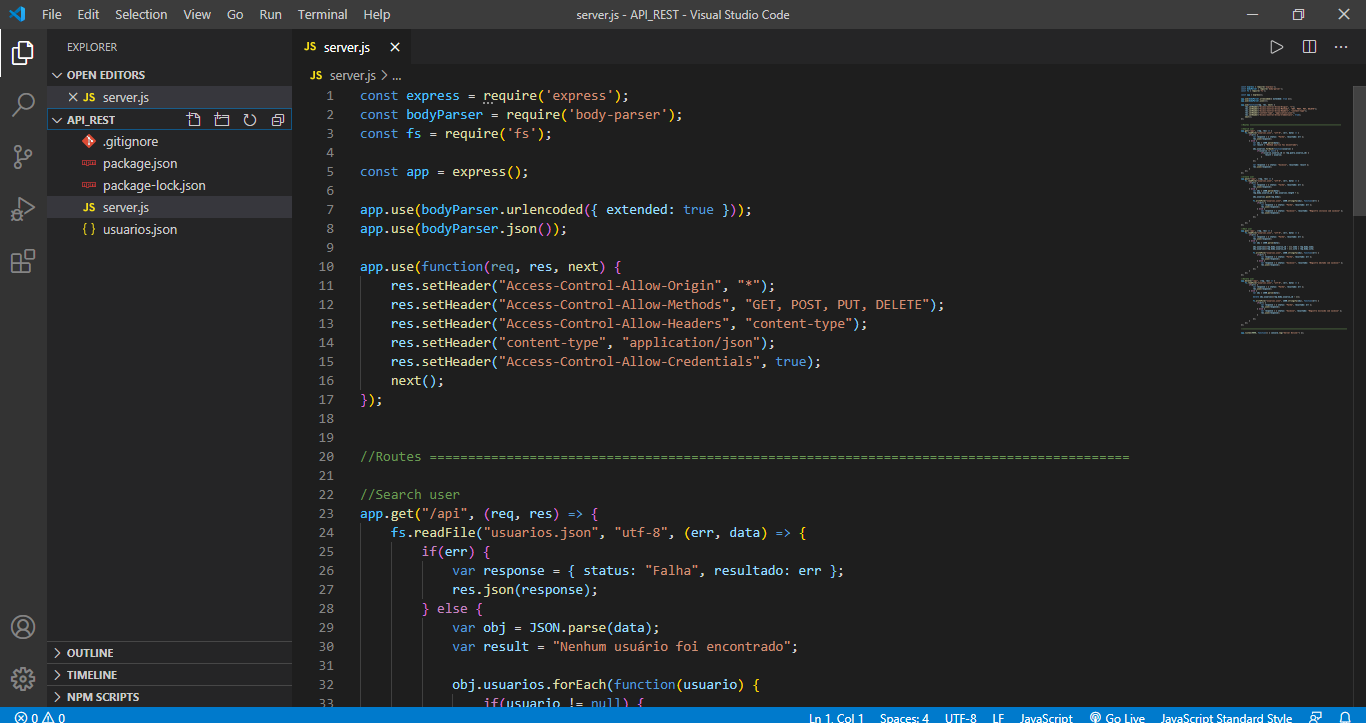 File Edit Selection View Go Run Terminal Help server.js - API_REST - Visual Studio Code
EXPLORER
OPEN EDITORS
JS server.js
API_REST
.gitignore
package.json
package-lock.json
JS server.js
{ } usuarios.json
OUTLINE
TIMELINE
NPM SCRIPTS
JS server.js
JS server.js > ...
1 const express = require('express');
2 const bodyParser = require('body-parser');
3 const fs = require('fs');
4
5 const app = express();
6
7 app.use(bodyParser.urlencoded({ extended: true }));
8 app.use(bodyParser.json());
9
10 app.use(function(req, res, next) {
11 res.setHeader("Access-Control-Allow-Origin", "*");
12 res.setHeader("Access-Control-Allow-Methods", "GET, POST, PUT, DELETE");
13 res.setHeader("Access-Control-Allow-Headers", "content-type");
14 res.setHeader("content-type", "application/json");
15 res.setHeader("Access-Control-Allow-Credentials", true);
16 next();
17 });
18
19
20 //Routes ===========================================================================================
21
22 //Search user
23 app.get("/api", (req, res) => {
24 fs.readFile("usuarios.json", "utf-8", (err, data) => {
25 if(err) {
26 var response = { status: "Falha", resultado: err };
27 res.json(response);
28 } else {
29 var obj = JSON.parse(data);
30 var result = "Nenhum usuário foi encontrado";
31
32 obj.usuarios.forEach(function(usuario) {
33 if(usuario != null) {
0 0 Ln 1, Col 1 Spaces: 4 UTF-8 LF JavaScript Go Live JavaScript Standard Style